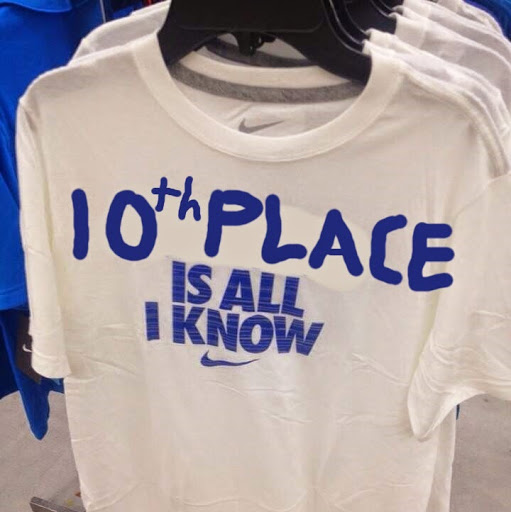 10th PLACE
IS ALL
I KNOW